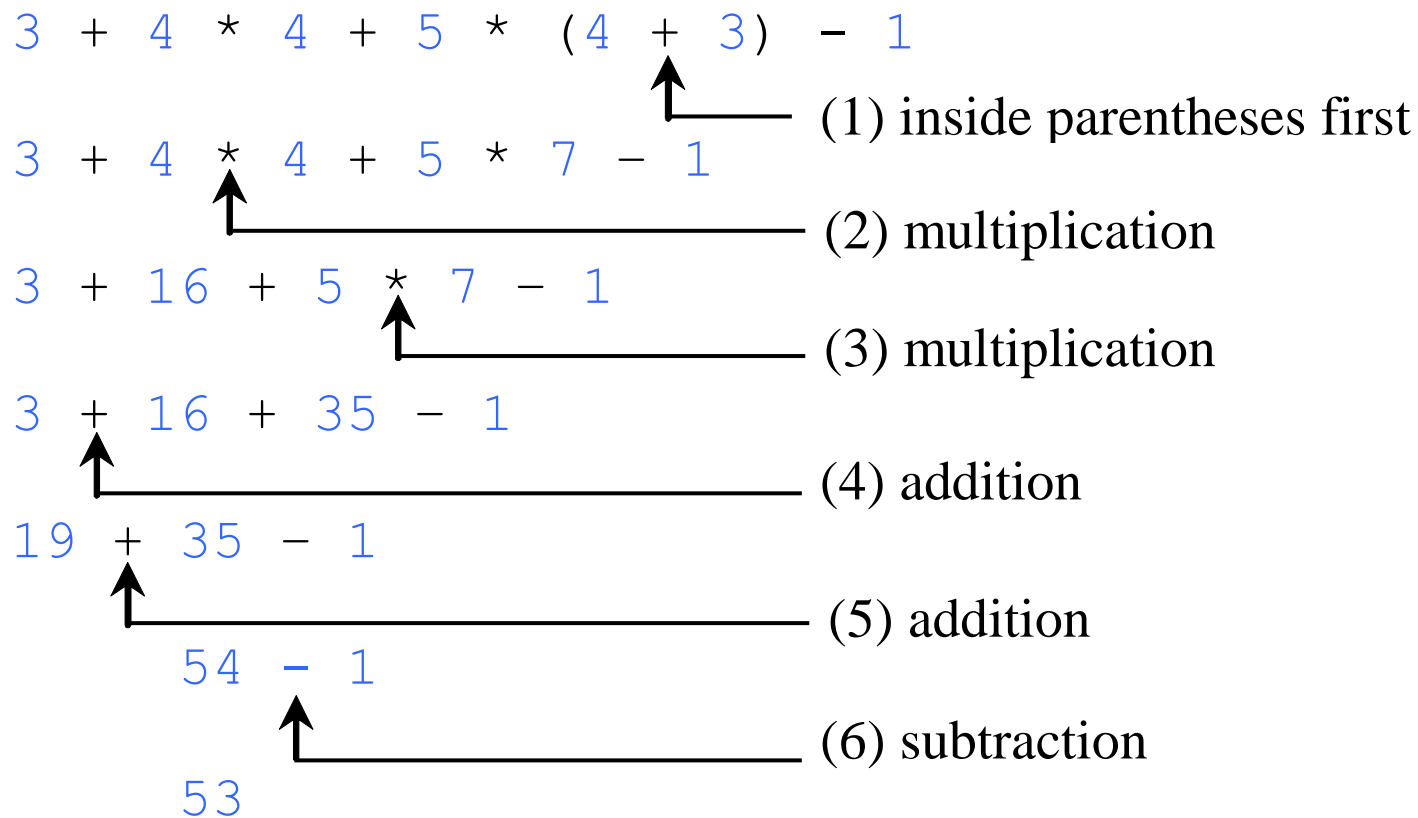 3 + 4 * 4 + 5 * (4 + 3) - 1
(1) inside parentheses first
3 + 4 * 4 + 5 * 7 - 1
(2) multiplication
3 + 16 + 5 * 7 - 1
(3) multiplication
3 + 16 + 35 - 1
(4) addition
19 + 35 - 1
(5) addition
54 - 1
(6) subtraction
53